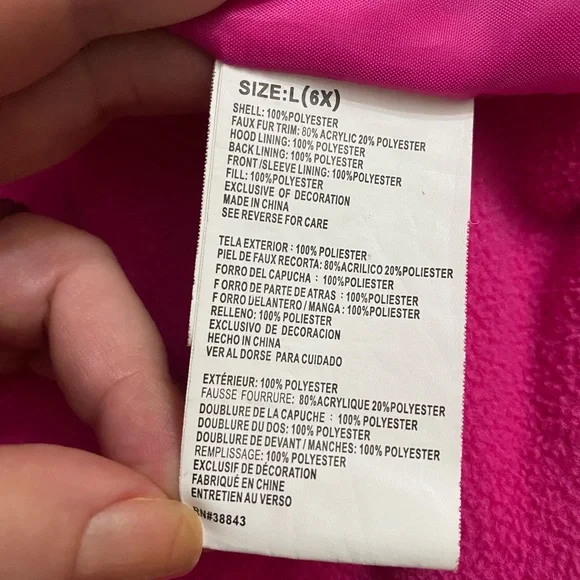 SIZE:L(6X)
SHELL: 100%POLYESTER
FAUX FUR TRIM: 80% ACRYLIC 20% POLYESTER
HOOD LINING: 100% POLYESTER
BACK LINING: 100% POLYESTER
FRONT /SLEEVE LINING: 100%POLYESTER
FILL: 100%POLYESTER
EXCLUSIVE OF DECORATION
MADE IN CHINA
SEE REVERSE FOR CARE
TELA EXTERIOR : 100% POLIESTER
PIEL DE FAUX RECORTA: 80%ACRILICO 20%POLIESTER
FORRO DEL CAPUCHA : 100%POLIESTER
FORRO DE PARTE DE ATRAS : 100%POLIESTER
FORRO DELANTERO / MANGA : 100%POLIESTER
RELLENO: 100% POLIESTER
EXCLUSIVO DE DECORACION
HECHO IN CHINA
VER AL DORSE PARA CUIDADO
EXTÉRIEUR: 100% POLYESTER
FAUSSE FOURRURE: 80%ACRYLIQUE 20%POLYESTER
DOUBLURE DE LA CAPUCHE : 100% POLYESTER
DOUBLURE DU DOS: 100% POLYESTER
DOUBLURE DE DEVANT / MANCHES: 100% POLYESTER
REMPLISSAGE: 100% POLYESTER
EXCLUSIF DE DÉCORATION
FABRIQUÉ EN CHINE
ENTRETIEN AU VERSO
RN#38843